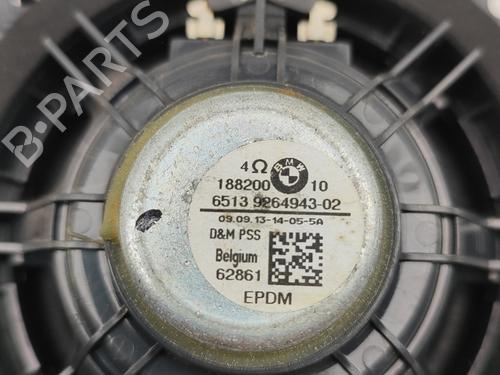 B-PARTS
4Ω BMW
188200 10
6513 9264943-02
09.09.13-14-05-5A
D&M PSS
Belgium
62861
EPDM